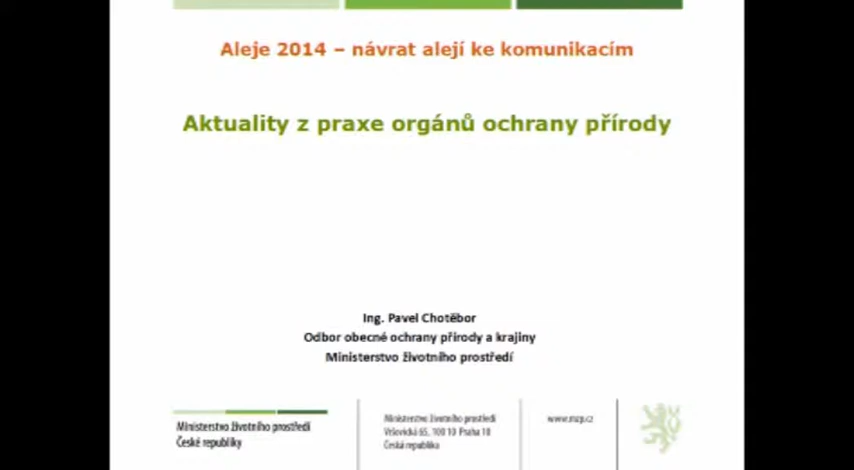 Aleje 2014 – návrat alejí ke komunikacím
Aktuality z praxe orgánů ochrany přírody
Ing. Pavel Chotěbor
Odbor obecné ochrany přírody a krajiny
Ministerstvo životního prostředí
Ministerstvo životního prostředí
České republiky
Ministerstvo životního prostředí
Vršovická 65, 100 10 Praha 10
Česká republika
www.mzp.cz